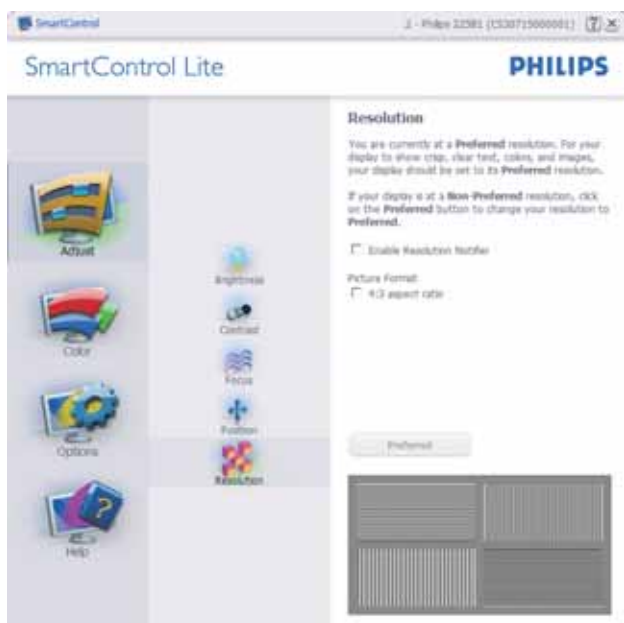 SmartControl
SmartControl Lite
PHILIPS
Resolution
You are currently at a Preferred resolution. For your
display to show crisp, clear text, colors, and images,
your display should be set to its Preferred resolution.
If your display is at a Non-Preferred resolution, click
on the Preferred button to change your resolution to
Preferred.
Enable Resolution Notifier
Picture Format
4:3 aspect ratio
Preferred
Adjust
Color
Options
Help
Brightness
Contrast
Focus
Position
Resolution